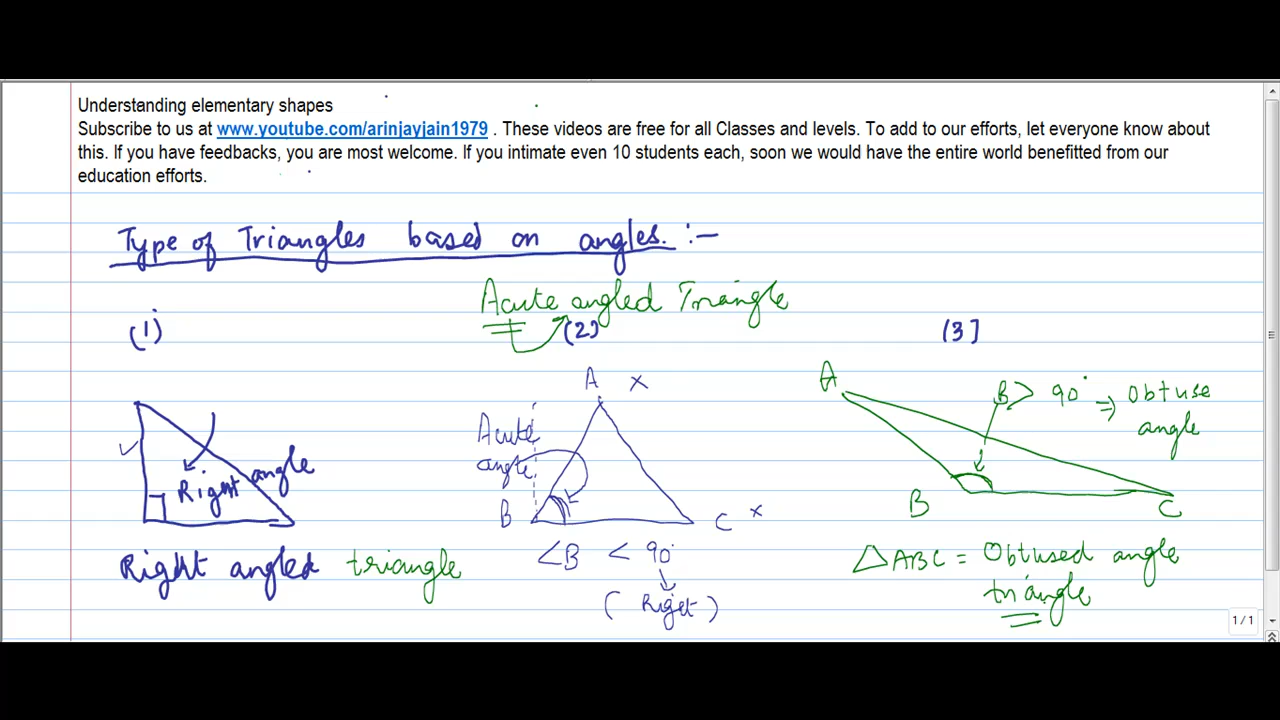 Understanding elementary shapes
Subscribe to us at www.youtube.com/arinjayjain1979 . These videos are free for all Classes and levels. To add to our efforts, let everyone know about
this. If you have feedbacks, you are most welcome. If you intimate even 10 students each, soon we would have the entire world benefitted from our
education efforts.
Type of Triangles based on angles. :-
Acute angled Triangle
(1)
(2)
(3]
✓
Right angle
Right angled triangle
A ×
Acute
angle
B
C ×
∠B < 90°
(Right)
A
B > 90° ⇒ Obtuse
angle
B
C
△ABC = Obtused angle
triangle
1 / 1